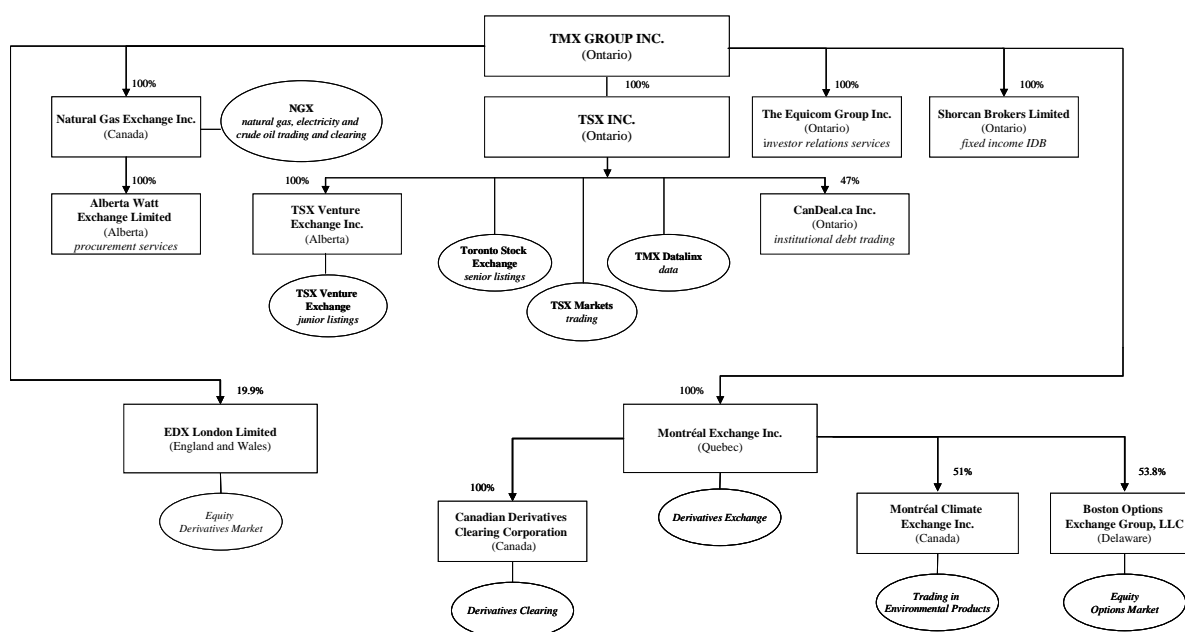 TMX GROUP INC.
(Ontario)
100%
100%
100%
100%
Natural Gas Exchange Inc.
(Canada)
NGX
natural gas, electricity and
crude oil trading and clearing
TSX INC.
(Ontario)
The Equicom Group Inc.
(Ontario)
investor relations services
Shorcan Brokers Limited
(Ontario)
fixed income IDB
100%
100%
47%
Alberta Watt
Exchange Limited
(Alberta)
procurement services
TSX Venture
Exchange Inc.
(Alberta)
CanDeal.ca Inc.
(Ontario)
institutional debt trading
Toronto Stock
Exchange
senior listings
TMX Datalinx
data
TSX Venture
Exchange
junior listings
TSX Markets
trading
19.9%
100%
EDX London Limited
(England and Wales)
Montréal Exchange Inc.
(Quebec)
Equity
Derivatives Market
100%
51%
53.8%
Derivatives Exchange
Canadian Derivatives
Clearing Corporation
(Canada)
Montréal Climate
Exchange Inc.
(Canada)
Boston Options
Exchange Group, LLC
(Delaware)
Derivatives Clearing
Trading in
Environmental Products
Equity
Options Market